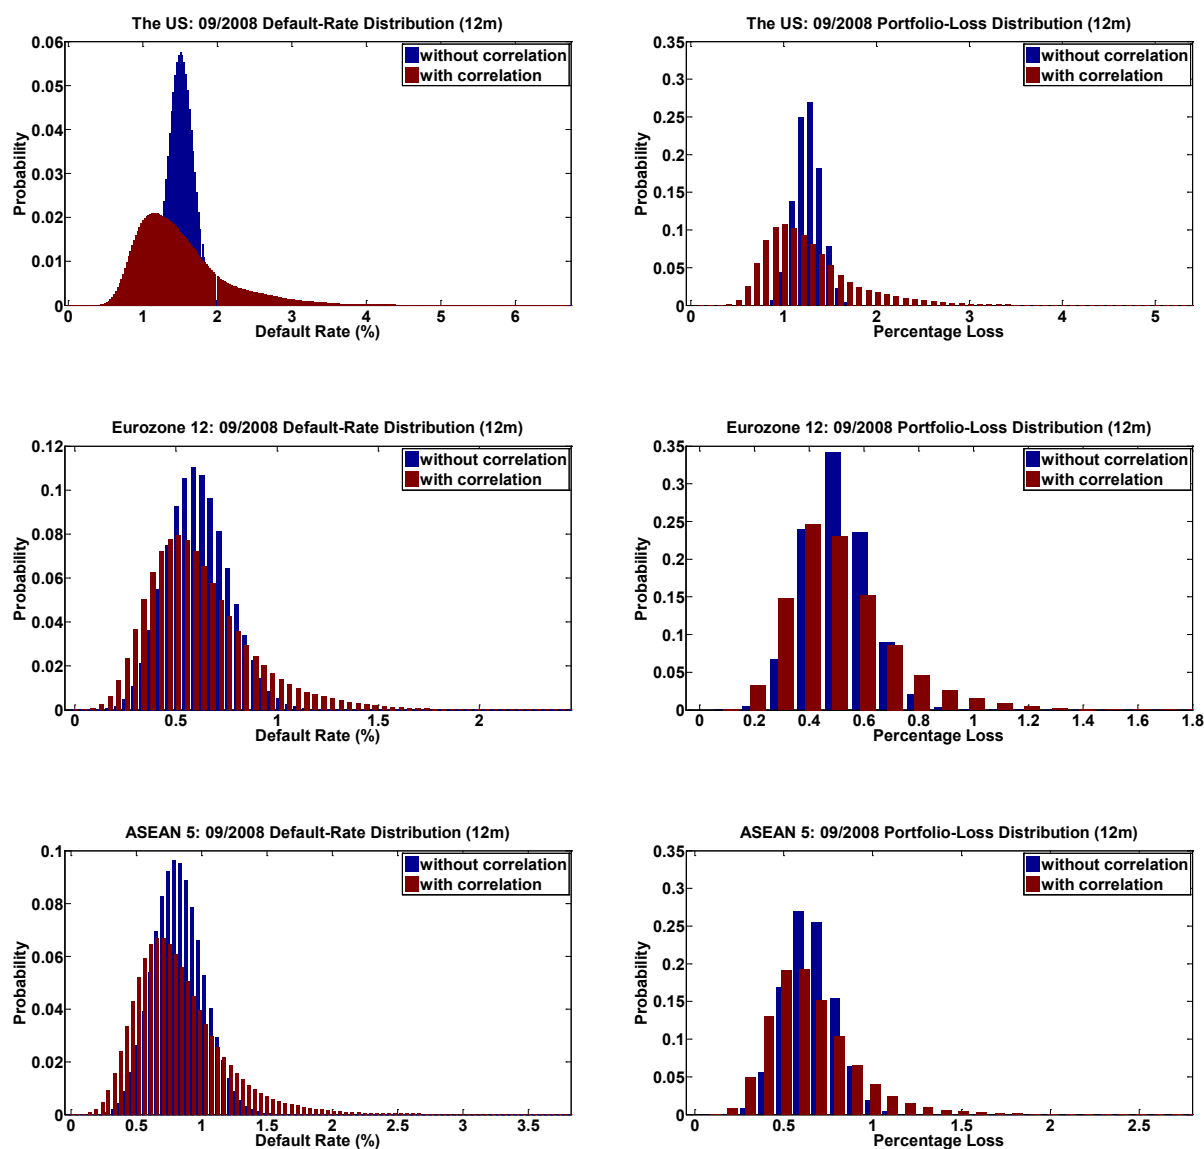 The US: 09/2008 Default-Rate Distribution (12m)
0.06
0.05
0.04
0.03
0.02
0.01
0
Probability
without correlation
with correlation
0 1 2 3 4 5 6
Default Rate (%)
The US: 09/2008 Portfolio-Loss Distribution (12m)
0.35
0.3
0.25
0.2
0.15
0.1
0.05
0
Probability
without correlation
with correlation
0 1 2 3 4 5
Percentage Loss
Eurozone 12: 09/2008 Default-Rate Distribution (12m)
0.12
0.1
0.08
0.06
0.04
0.02
0
Probability
without correlation
with correlation
0 0.5 1 1.5 2
Default Rate (%)
Eurozone 12: 09/2008 Portfolio-Loss Distribution (12m)
0.35
0.3
0.25
0.2
0.15
0.1
0.05
0
Probability
without correlation
with correlation
0 0.2 0.4 0.6 0.8 1 1.2 1.4 1.6 1.8
Percentage Loss
ASEAN 5: 09/2008 Default-Rate Distribution (12m)
0.1
0.08
0.06
0.04
0.02
0
Probability
without correlation
with correlation
0 0.5 1 1.5 2 2.5 3 3.5
Default Rate (%)
ASEAN 5: 09/2008 Portfolio-Loss Distribution (12m)
0.35
0.3
0.25
0.2
0.15
0.1
0.05
0
Probability
without correlation
with correlation
0 0.5 1 1.5 2 2.5
Percentage Loss